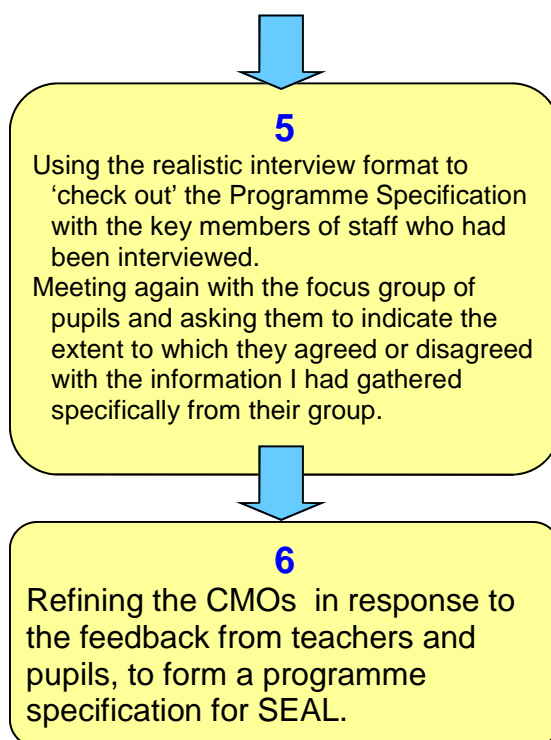 5
Using the realistic interview format to
‘check out’ the Programme Specification
with the key members of staff who had
been interviewed.
Meeting again with the focus group of
pupils and asking them to indicate the
extent to which they agreed or disagreed
with the information I had gathered
specifically from their group.
6
Refining the CMOs in response to
the feedback from teachers and
pupils, to form a programme
specification for SEAL.